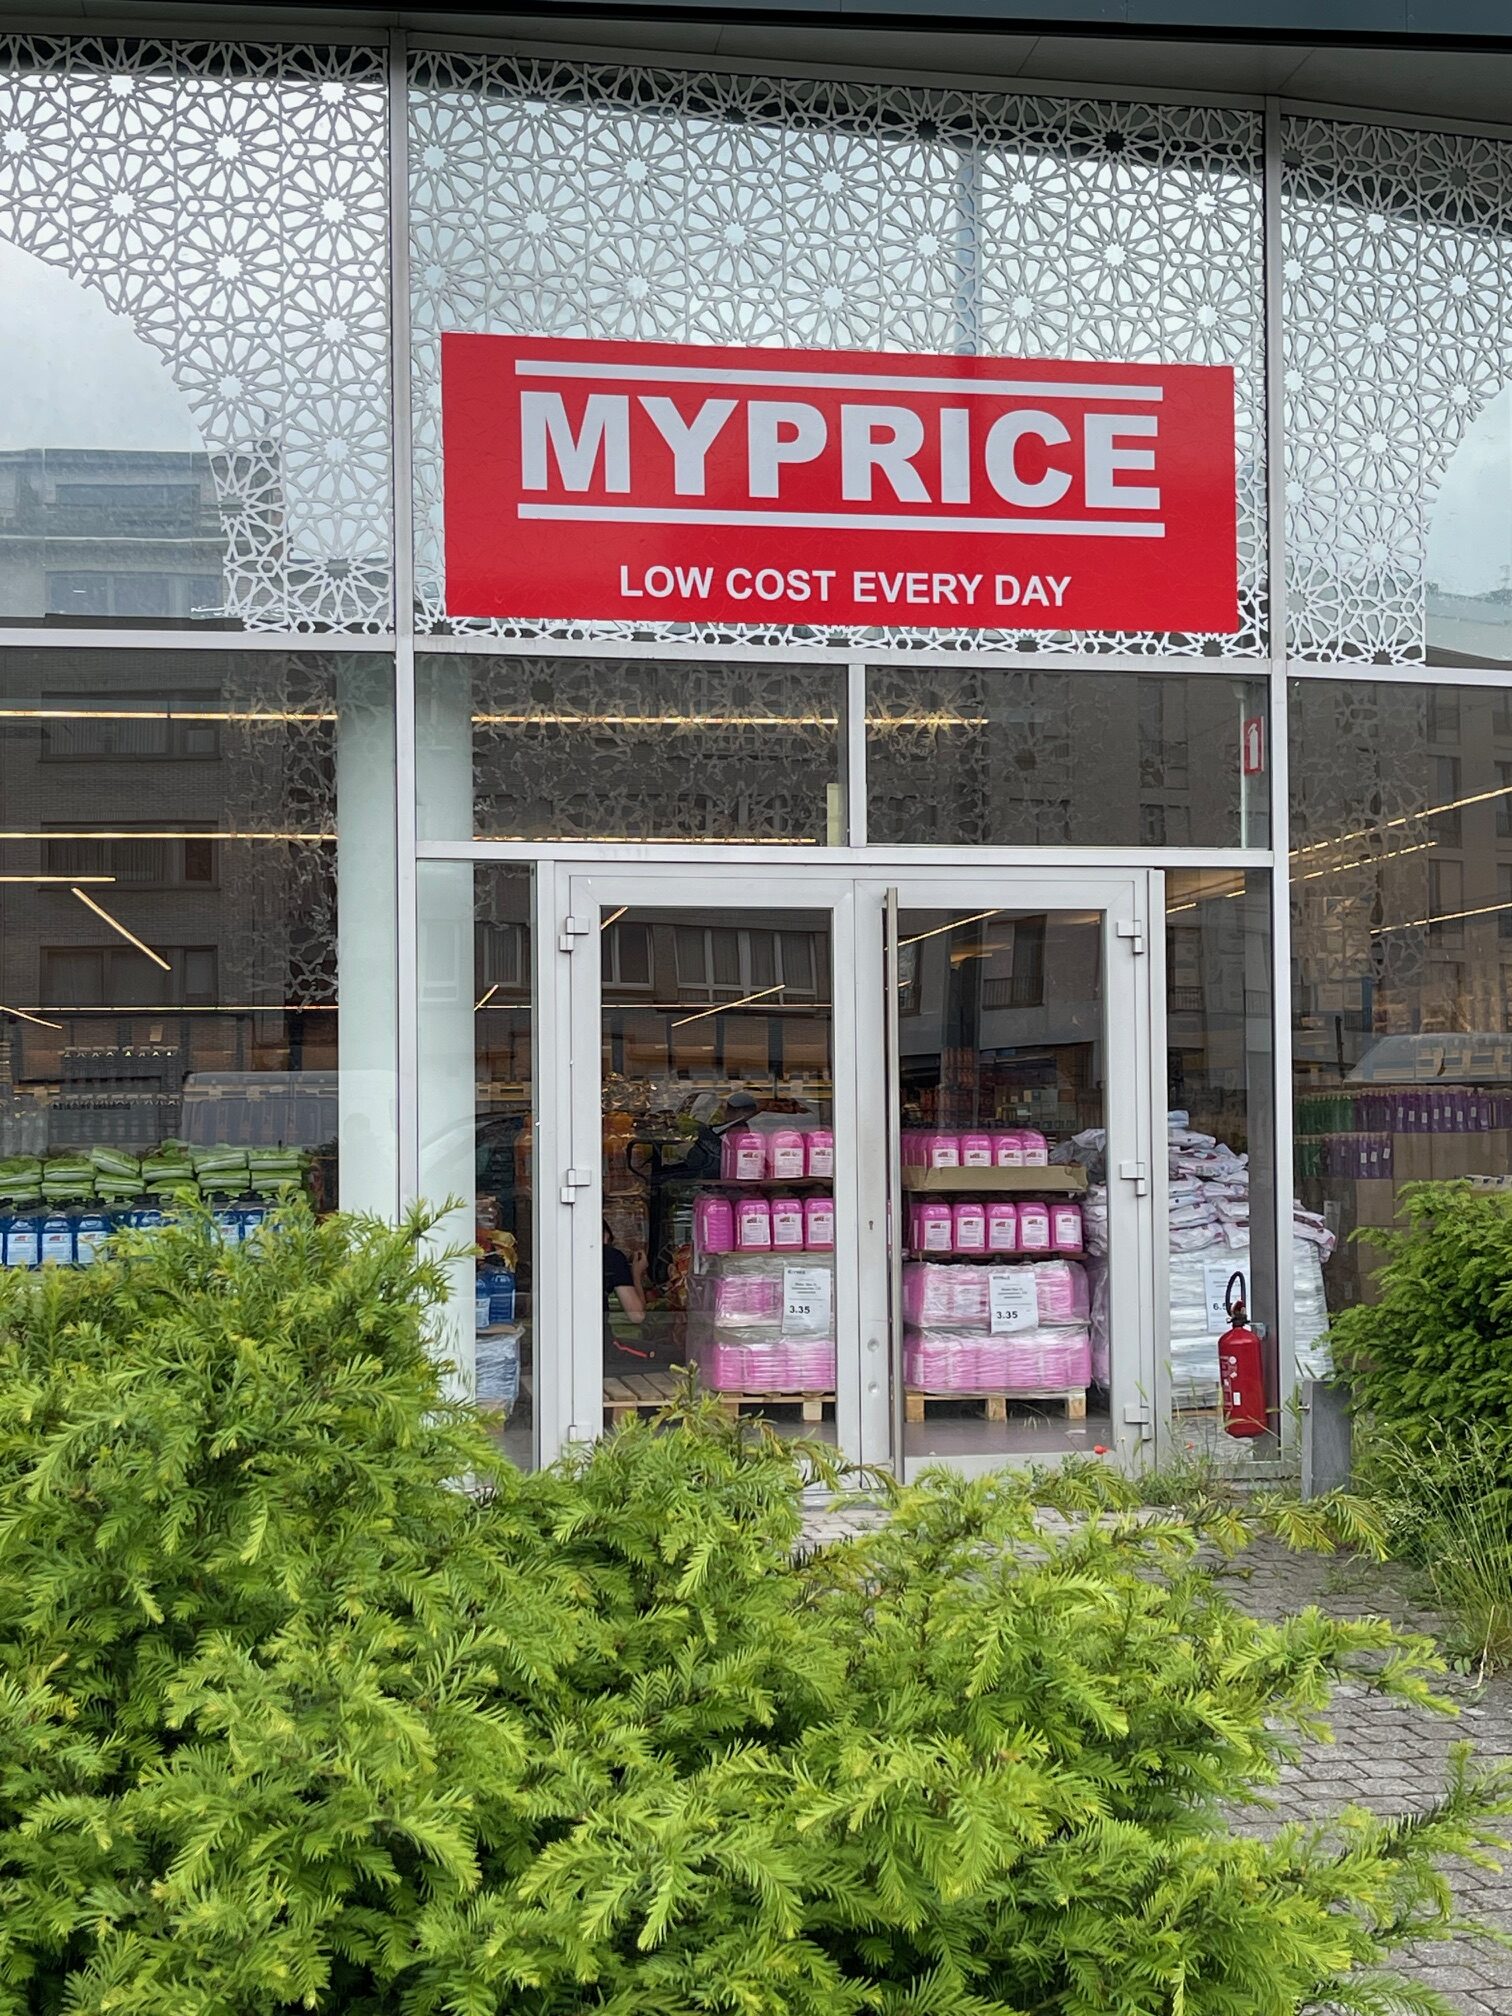 MYPRICE
LOW COST EVERY DAY
3.35
3.35